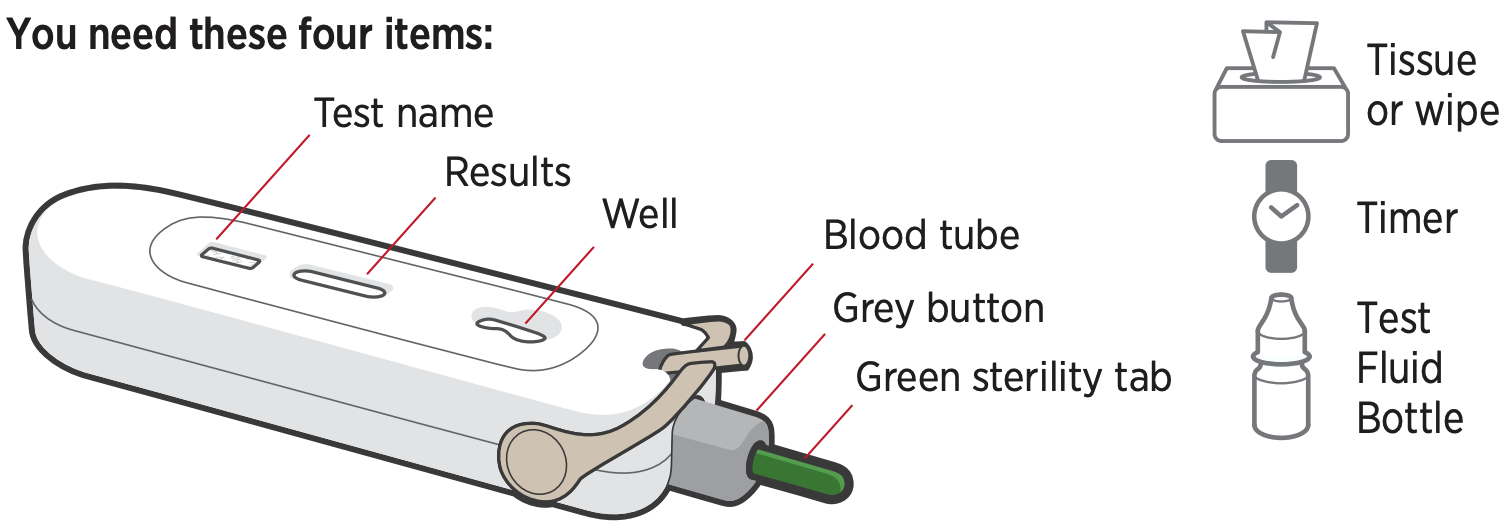 You need these four items:
Test name
Results
Well
Blood tube
Grey button
Green sterility tab
Tissue
or wipe
Timer
Test
Fluid
Bottle